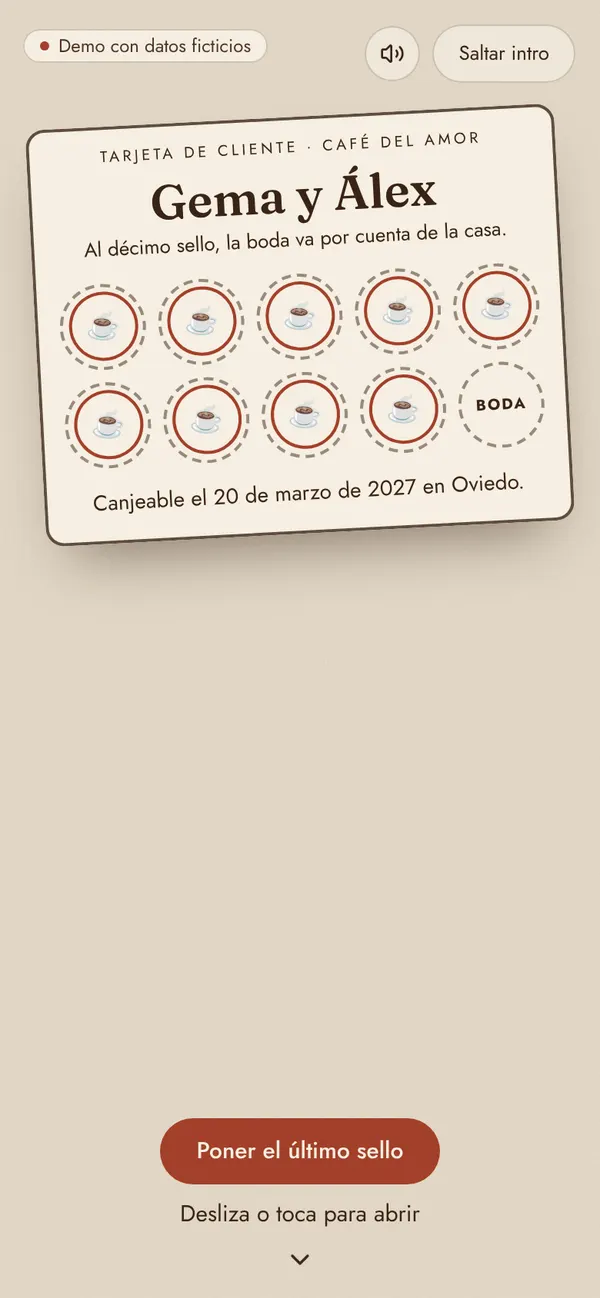 Demo con datos ficticios
Saltar intro
TARJETA DE CLIENTE · CAFÉ DEL AMOR
Gema y Álex
Al décimo sello, la boda va por cuenta de la casa.
BODA
Canjeable el 20 de marzo de 2027 en Oviedo.
Poner el último sello
Desliza o toca para abrir